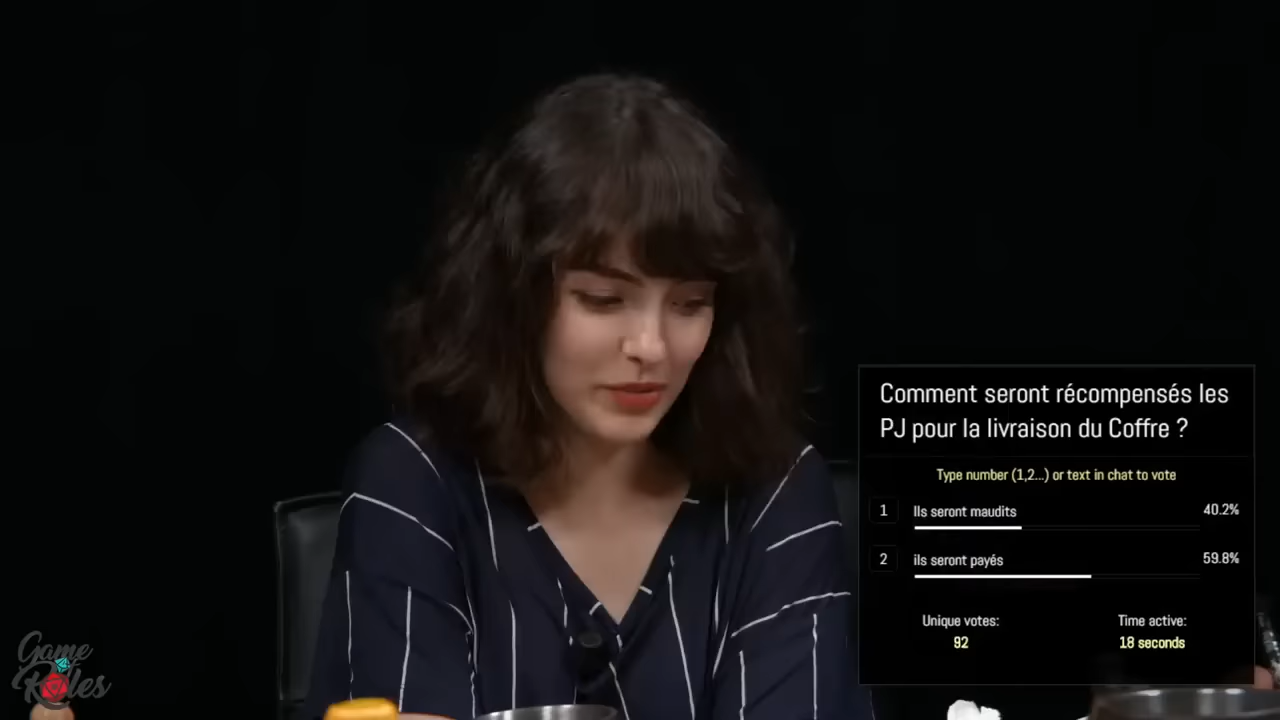 Comment seront récompensés les
PJ pour la livraison du Coffre ?
Type number (1,2...) or text in chat to vote
1 Ils seront maudits 40.2%
2 ils seront payés 59.8%
Unique votes: Time active:
92 18 seconds
Game
Rôles